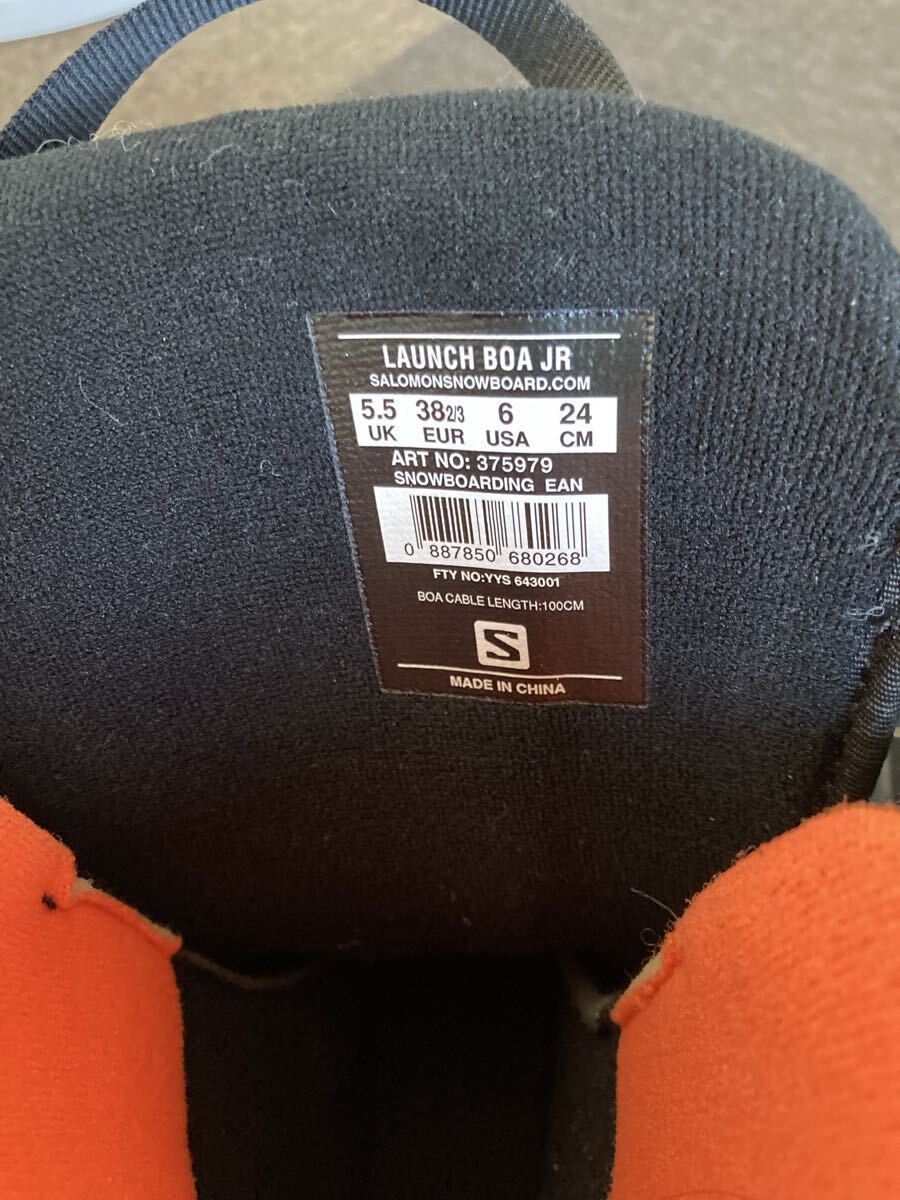 LAUNCH BOA JR
SALOMONSNOWBOARD.COM
5.5 38 2/3 6 24
UK EUR USA CM
ART NO: 375979
SNOWBOARDING EAN
0 887850 680268
FTY NO:YYS 643001
BOA CABLE LENGTH:100CM
S
MADE IN CHINA